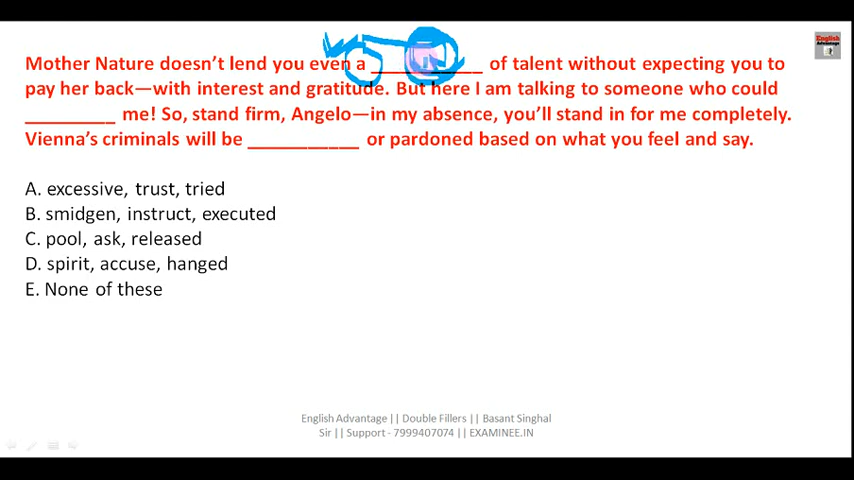 English
Advantage
Mother Nature doesn’t lend you even a ___________ of talent without expecting you to
pay her back—with interest and gratitude. But here I am talking to someone who could
_________ me! So, stand firm, Angelo—in my absence, you’ll stand in for me completely.
Vienna’s criminals will be ___________ or pardoned based on what you feel and say.
A. excessive, trust, tried
B. smidgen, instruct, executed
C. pool, ask, released
D. spirit, accuse, hanged
E. None of these
English Advantage || Double Fillers || Basant Singhal
Sir || Support - 7999407074 || EXAMINEE.IN